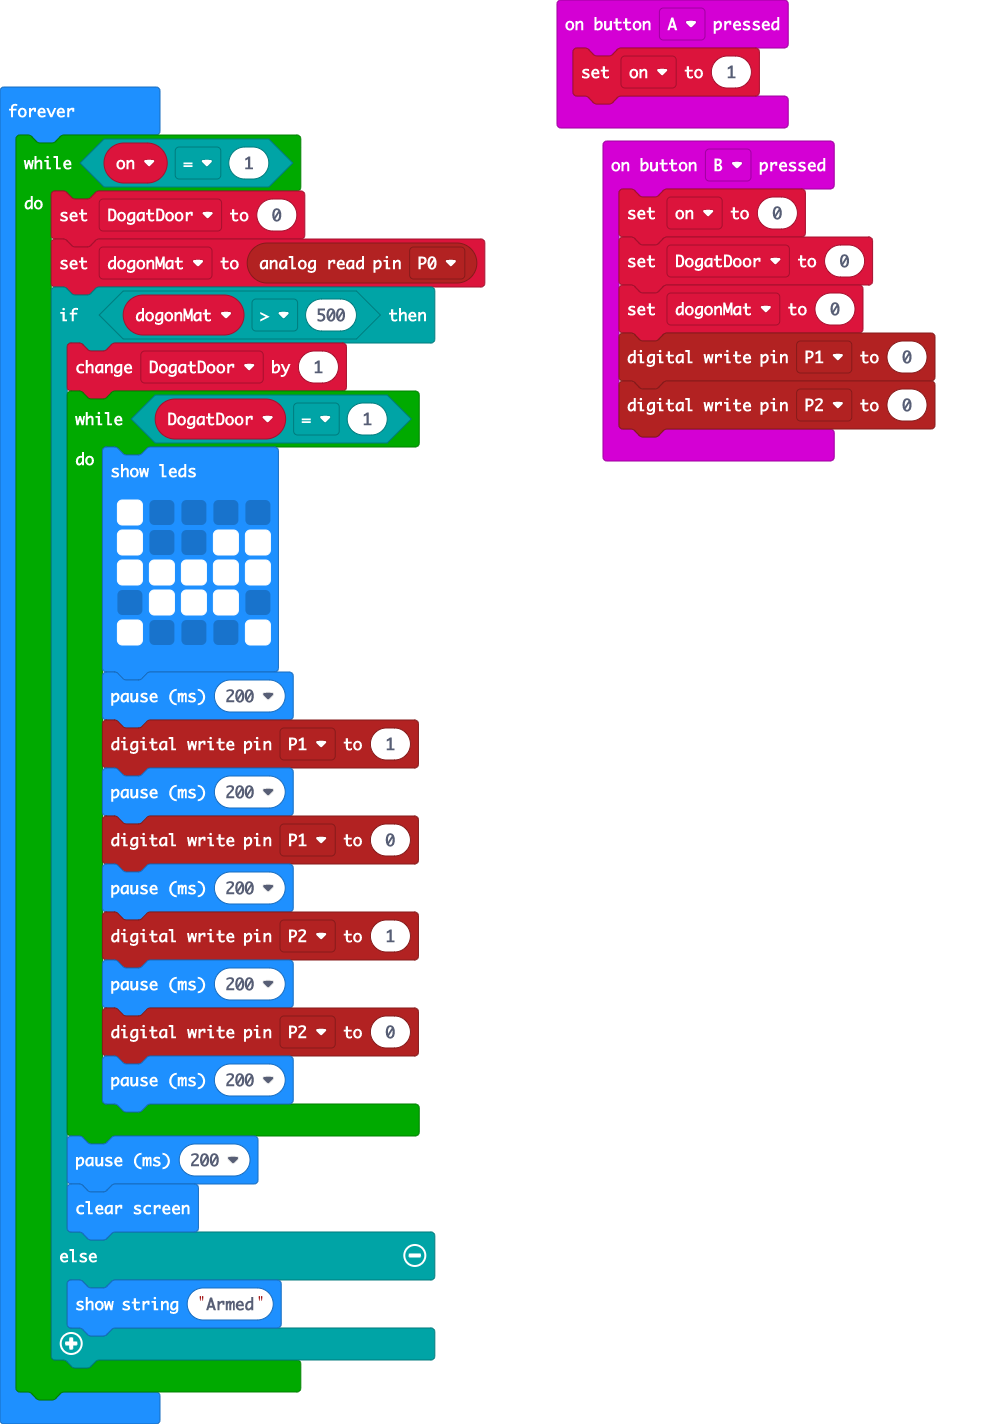 forever
while on = 1
do
set DogatDoor to 0
set dogonMat to analog read pin P0
if dogonMat > 500 then
change DogatDoor by 1
while DogatDoor = 1
do
show leds
pause (ms) 200
digital write pin P1 to 1
pause (ms) 200
digital write pin P1 to 0
pause (ms) 200
digital write pin P2 to 1
pause (ms) 200
digital write pin P2 to 0
pause (ms) 200
pause (ms) 200
clear screen
else
show string "Armed"
on button A pressed
set on to 1
on button B pressed
set on to 0
set DogatDoor to 0
set dogonMat to 0
digital write pin P1 to 0
digital write pin P2 to 0